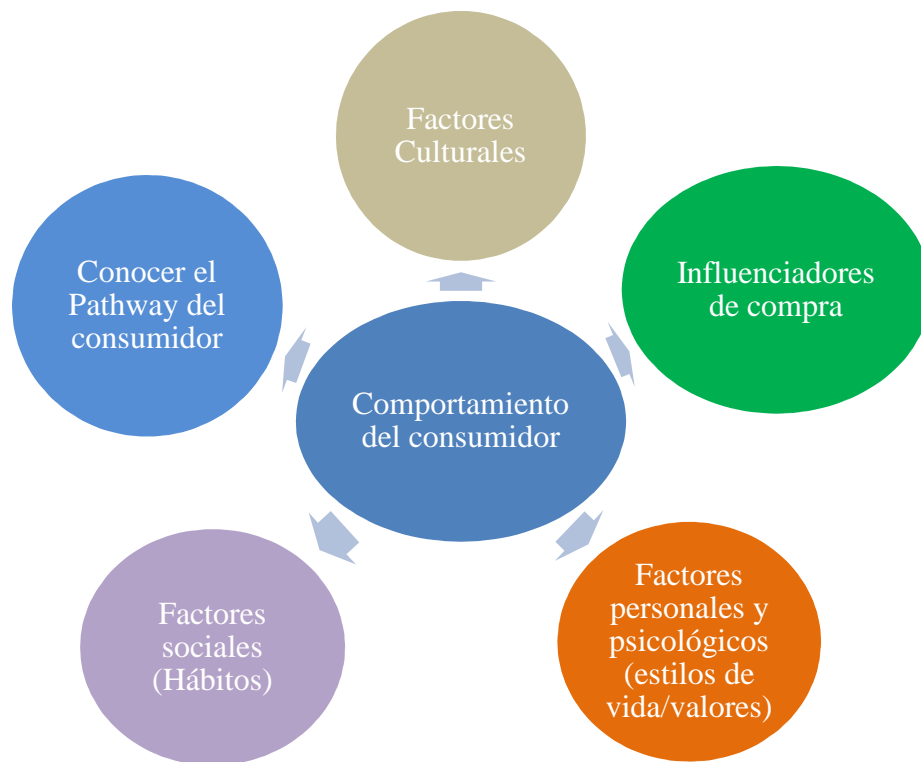 Factores
Culturales
Influenciadores
de compra
Conocer el
Pathway del
consumidor
Comportamiento
del consumidor
Factores
personales y
psicológicos
(estilos de
vida/valores)
Factores
sociales
(Hábitos)